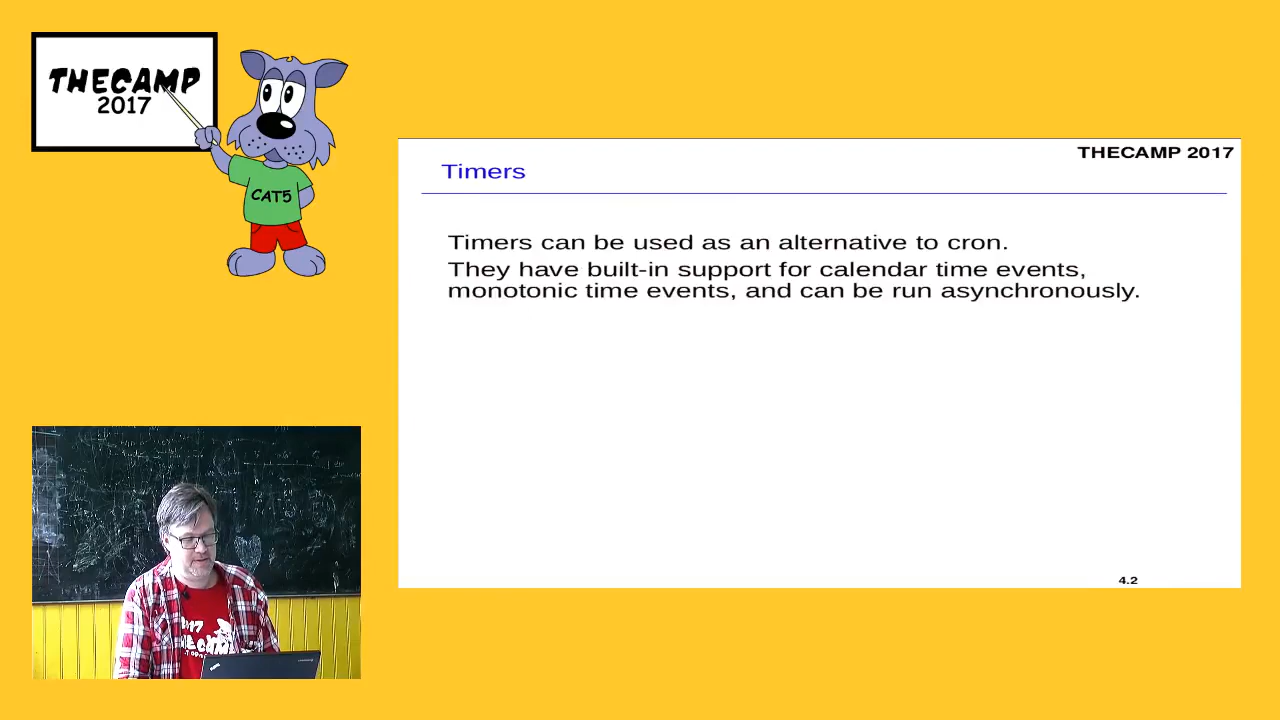 THECAMP
2017
CAT5
THECAMP 2017
Timers
Timers can be used as an alternative to cron.
They have built-in support for calendar time events,
monotonic time events, and can be run asynchronously.
4.2